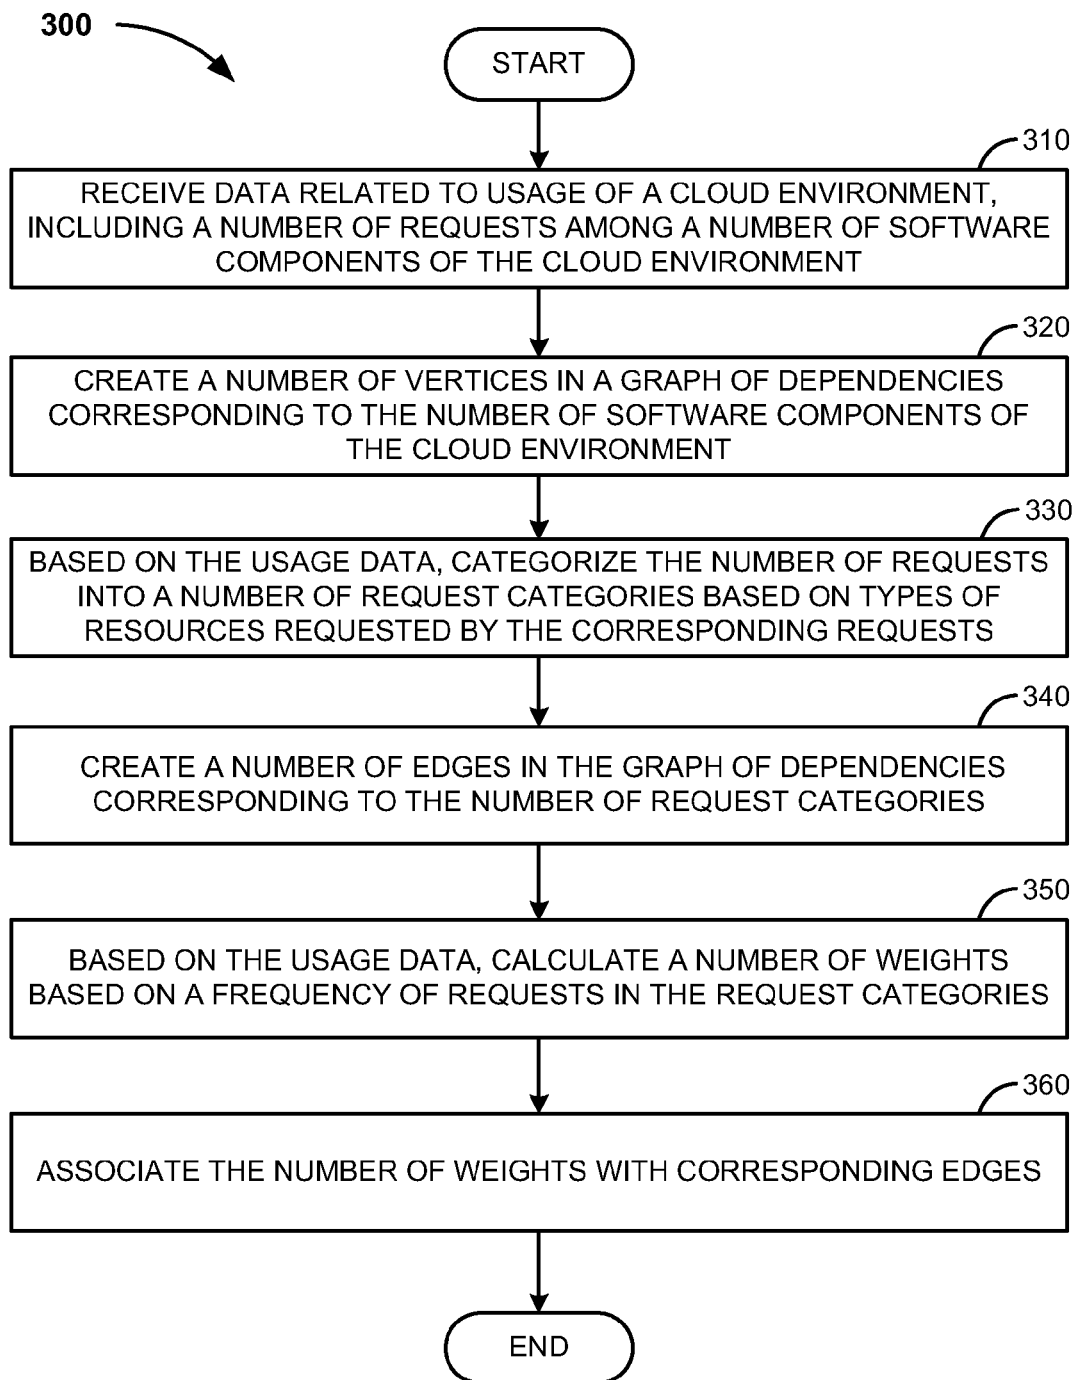 300
START
310
RECEIVE DATA RELATED TO USAGE OF A CLOUD ENVIRONMENT,
INCLUDING A NUMBER OF REQUESTS AMONG A NUMBER OF SOFTWARE
COMPONENTS OF THE CLOUD ENVIRONMENT
320
CREATE A NUMBER OF VERTICES IN A GRAPH OF DEPENDENCIES
CORRESPONDING TO THE NUMBER OF SOFTWARE COMPONENTS OF
THE CLOUD ENVIRONMENT
330
BASED ON THE USAGE DATA, CATEGORIZE THE NUMBER OF REQUESTS
INTO A NUMBER OF REQUEST CATEGORIES BASED ON TYPES OF
RESOURCES REQUESTED BY THE CORRESPONDING REQUESTS
340
CREATE A NUMBER OF EDGES IN THE GRAPH OF DEPENDENCIES
CORRESPONDING TO THE NUMBER OF REQUEST CATEGORIES
350
BASED ON THE USAGE DATA, CALCULATE A NUMBER OF WEIGHTS
BASED ON A FREQUENCY OF REQUESTS IN THE REQUEST CATEGORIES
360
ASSOCIATE THE NUMBER OF WEIGHTS WITH CORRESPONDING EDGES
END